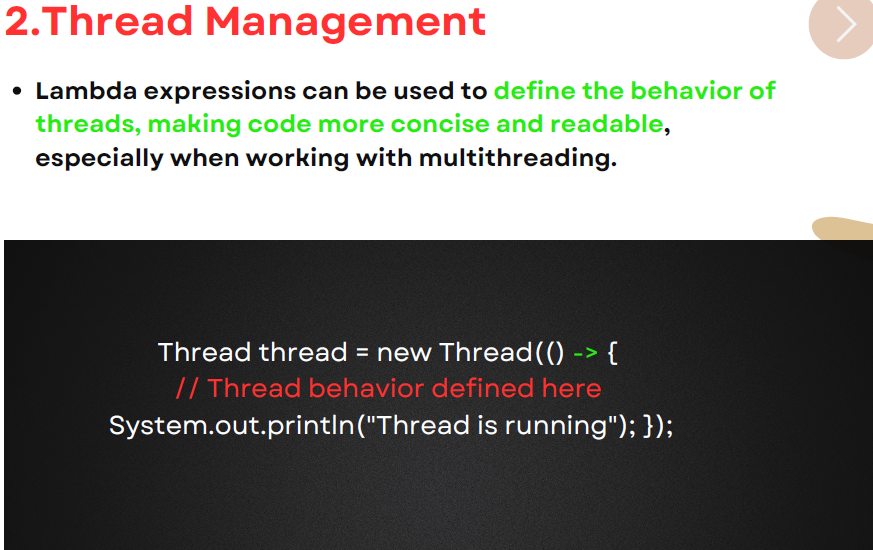 2.Thread Management
• Lambda expressions can be used to define the behavior of
threads, making code more concise and readable,
especially when working with multithreading.
Thread thread = new Thread(() -> {
// Thread behavior defined here
System.out.println("Thread is running"); });